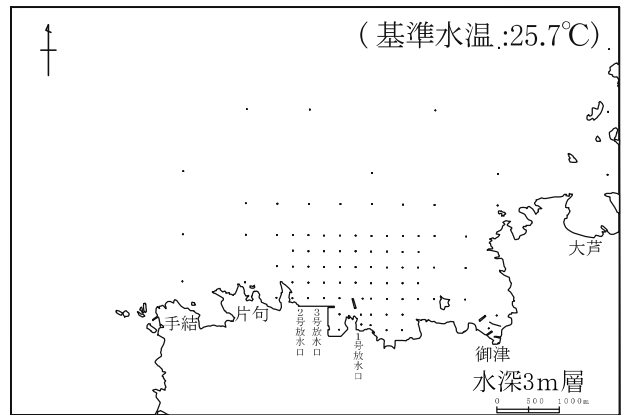 (基準水温:25.7℃)
大芦
手結
片句
2号放水口
3号放水口
1号放水口
御津
水深3m層
0 500 1000m